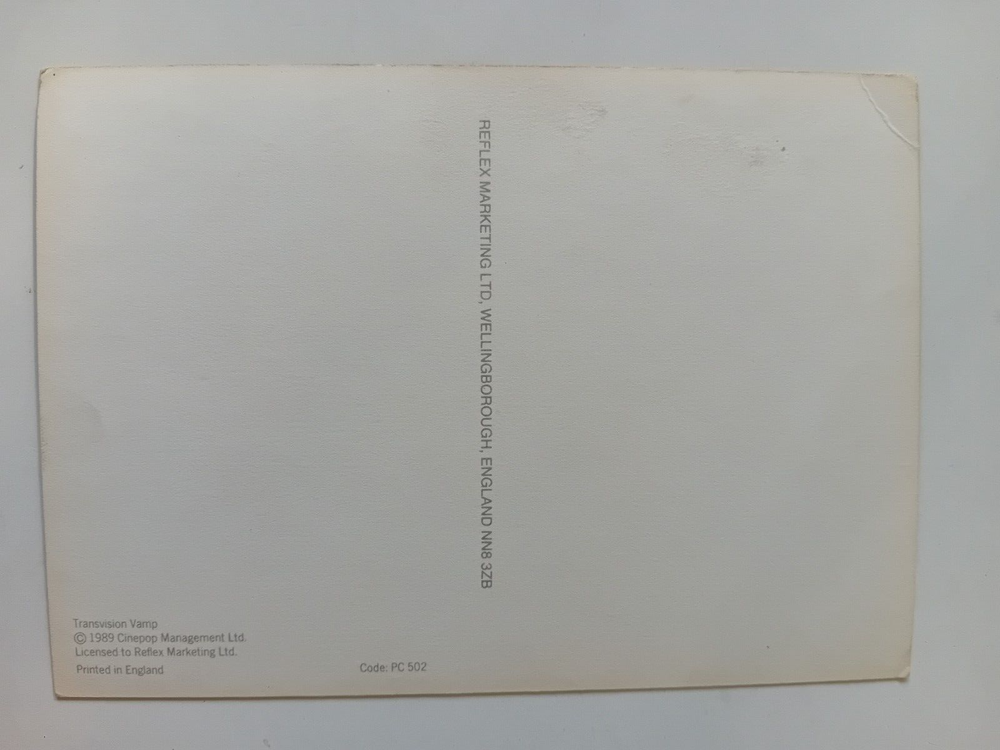 REFLEX MARKETING LTD, WELLINGBOROUGH, ENGLAND NN8 3ZB
Transvision Vamp
© 1989 Cinepop Management Ltd.
Licensed to Reflex Marketing Ltd.
Printed in England
Code: PC 502